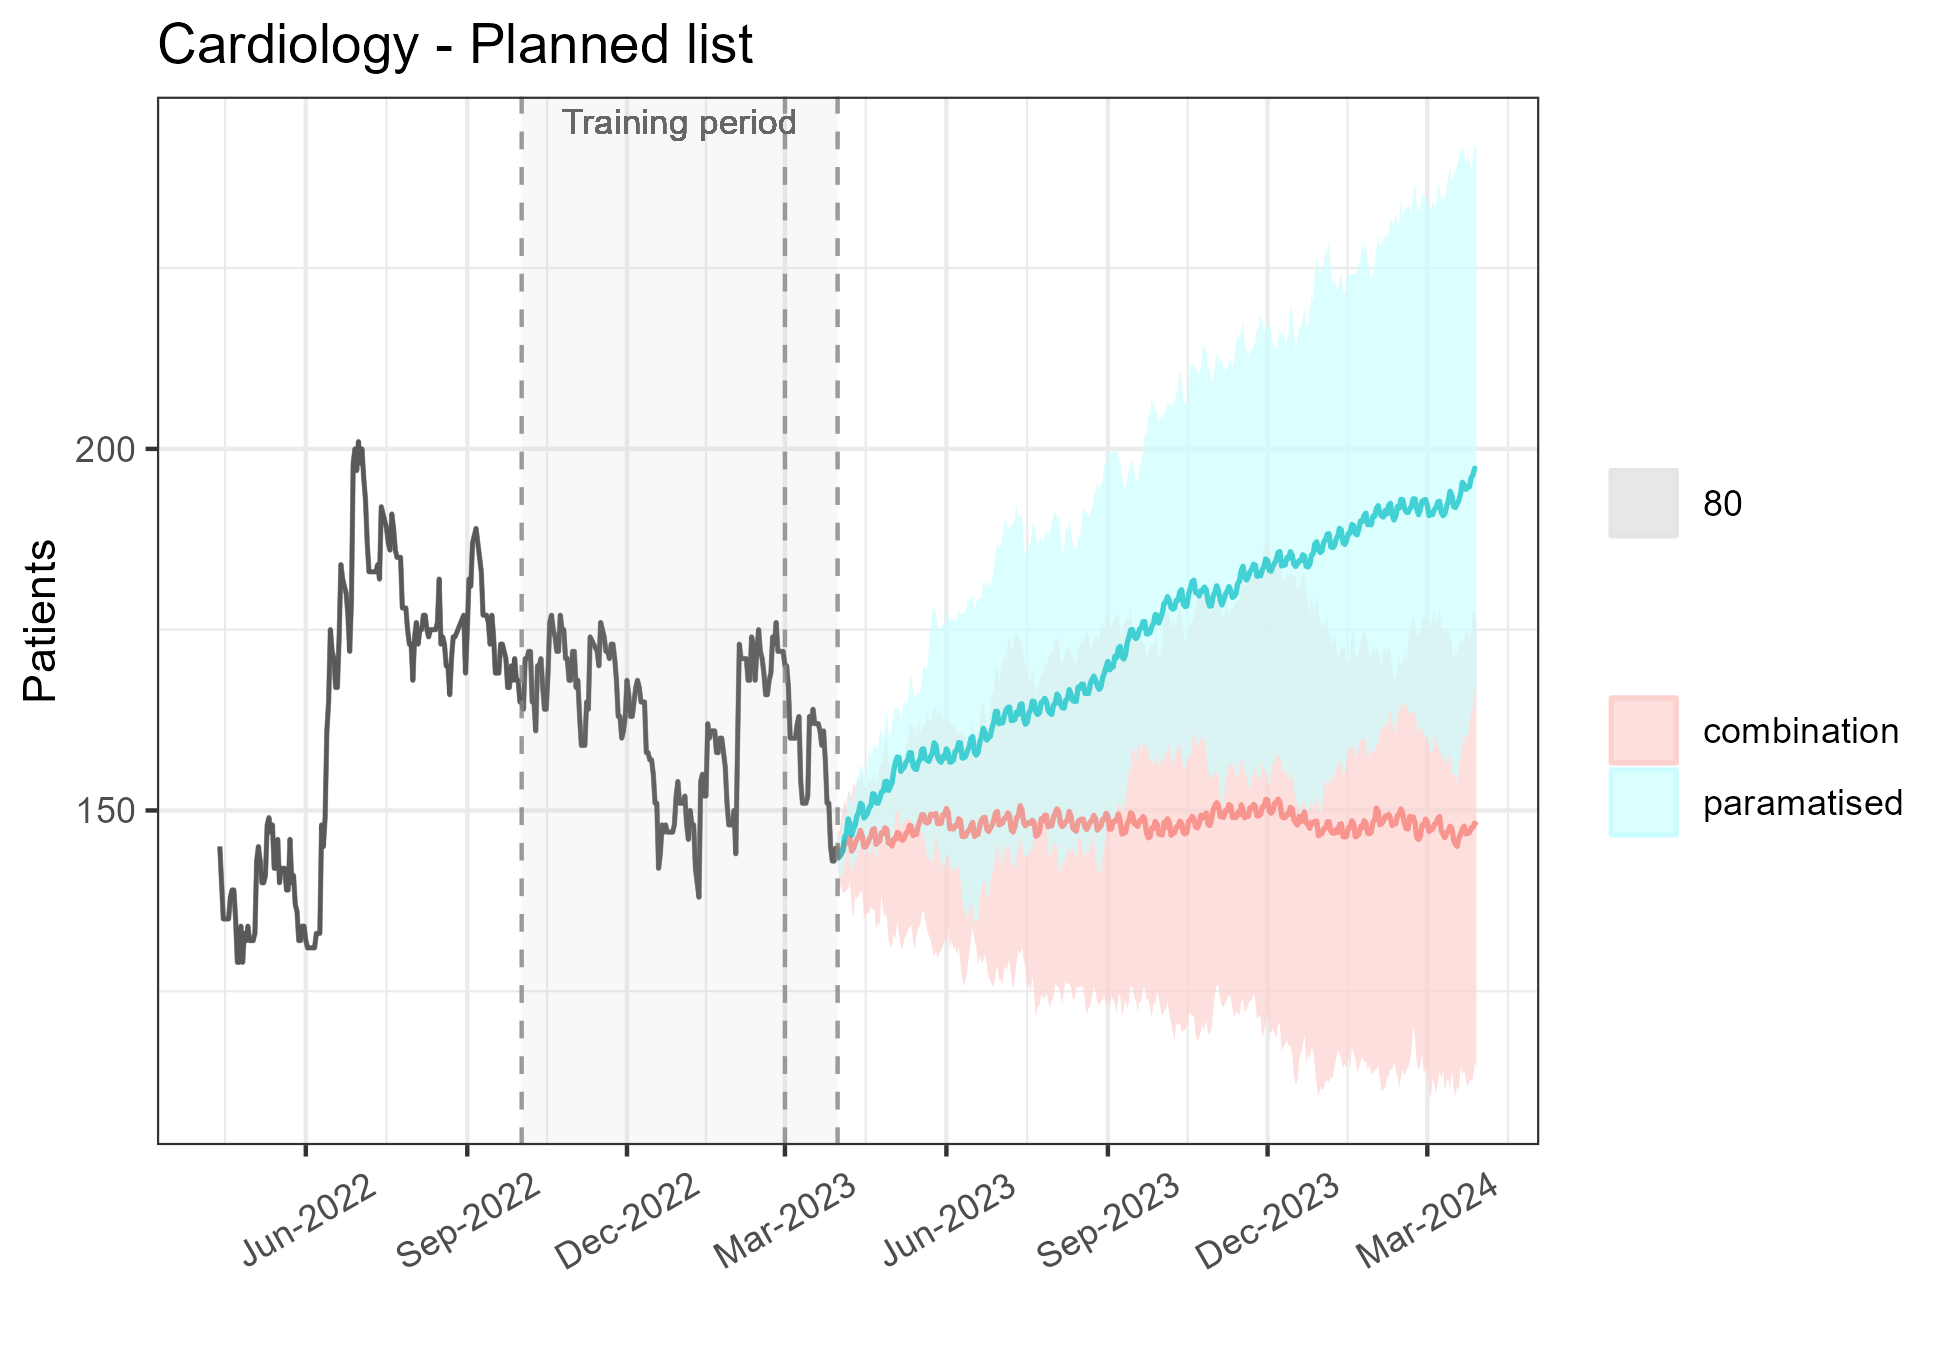 Cardiology - Planned list
Training period
Patients
200
150
Jun-2022
Sep-2022
Dec-2022
Mar-2023
Jun-2023
Sep-2023
Dec-2023
Mar-2024
80
combination
paramatised